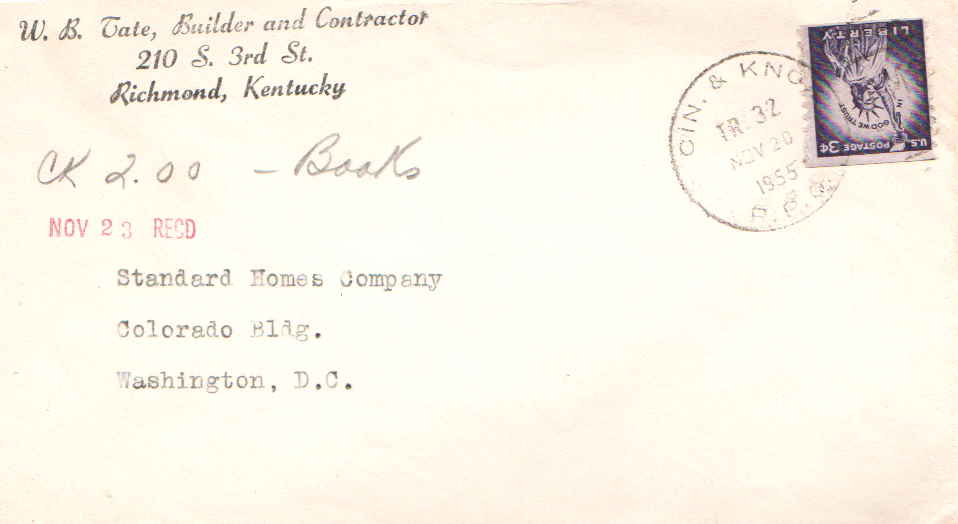 W. B. Tate, Builder and Contractor
210 S. 3rd St.
Richmond, Kentucky
CIN. & KNO
TR. 32
NOV 20
1955
R.P.O.
LIBERTY
IN GOD WE TRUST
U.S. POSTAGE 3¢
CK 2.00 — Books
NOV 23 RECD
Standard Homes Company
Colorado Bldg.
Washington, D.C.